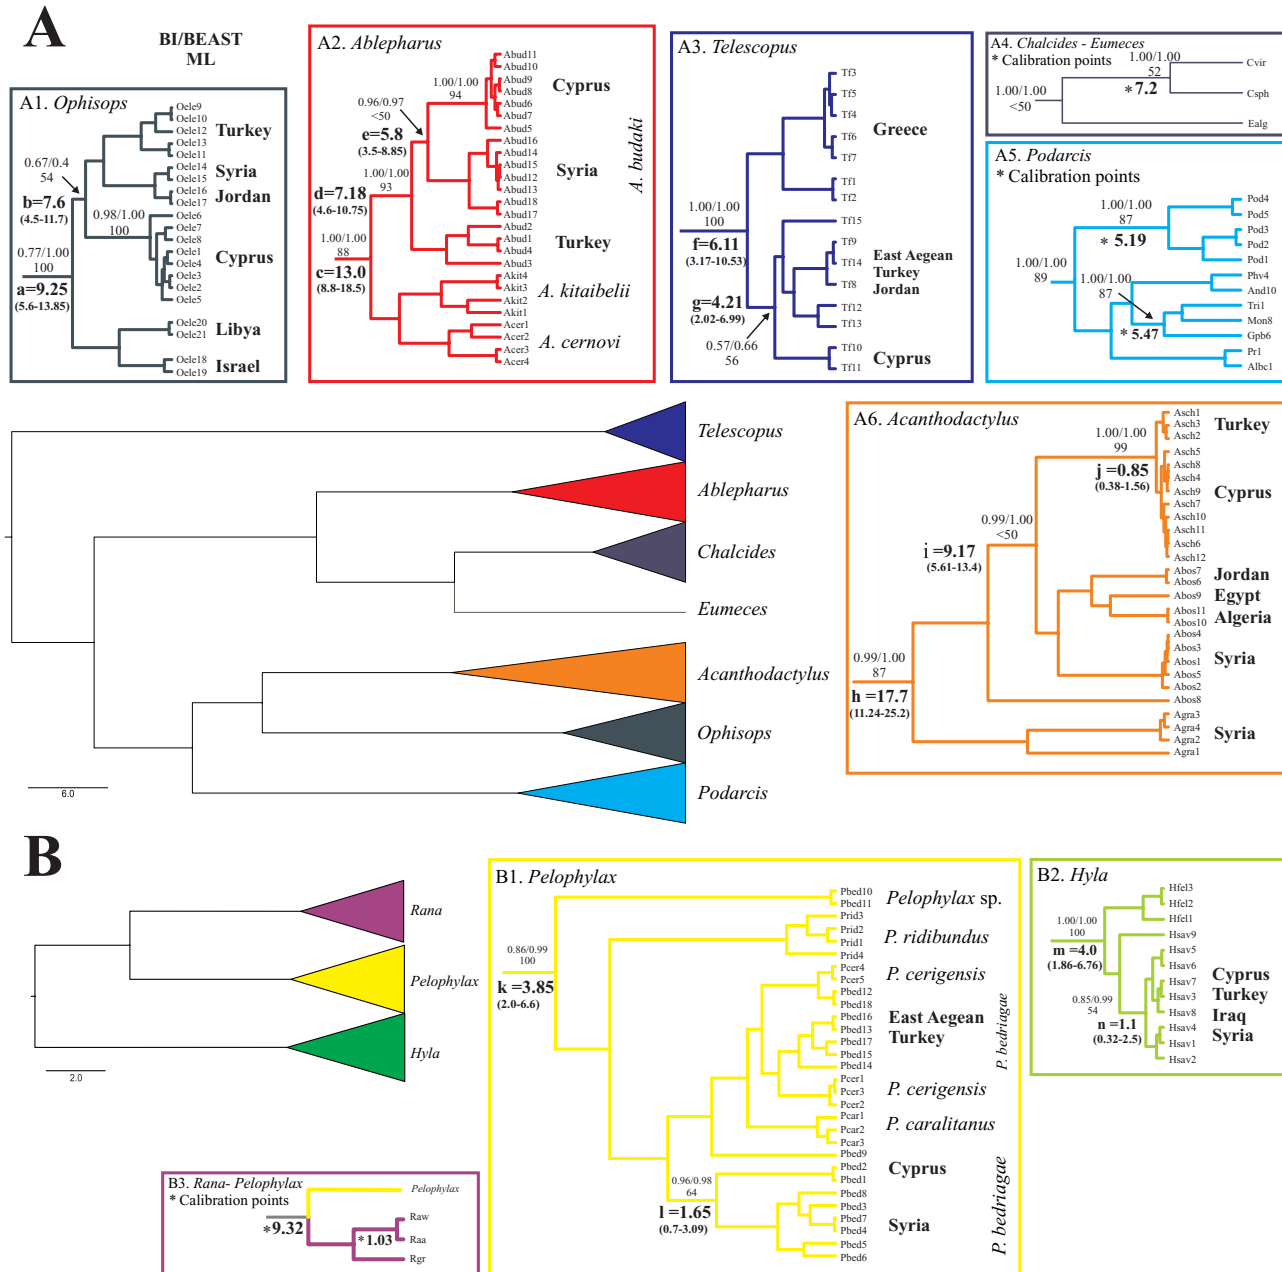 A
BI/BEAST
ML
A1. Ophisops
Oele9
Oele10
Oele12
Oele13
Oele11
Oele14
Oele15
Oele16
Oele17
Oele6
Oele7
Oele8
Oele1
Oele4
Oele3
Oele2
Oele5
Oele20
Oele21
Oele18
Oele19
Turkey
Syria
Jordan
Cyprus
Libya
Israel
0.67/0.4
54
b=7.6
(4.5-11.7)
0.98/1.00
100
0.77/1.00
100
a=9.25
(5.6-13.85)
A2. Ablepharus
Abud11
Abud10
Abud9
Abud8
Abud6
Abud7
Abud5
Abud16
Abud14
Abud15
Abud12
Abud13
Abud18
Abud17
Abud2
Abud1
Abud4
Abud3
Akit4
Akit3
Akit2
Akit1
Acer1
Acer2
Acer3
Acer4
Cyprus
Syria
Turkey
A. kitaibelii
A. cernovi
A. budaki
1.00/1.00
94
0.96/0.97
<50
e=5.8
(3.5-8.85)
1.00/1.00
93
d=7.18
(4.6-10.75)
1.00/1.00
88
c=13.0
(8.8-18.5)
A3. Telescopus
Tf3
Tf5
Tf4
Tf6
Tf7
Tf1
Tf2
Tf15
Tf9
Tf14
Tf8
Tf12
Tf13
Tf10
Tf11
Greece
East Aegean
Turkey
Jordan
Cyprus
1.00/1.00
100
f=6.11
(3.17-10.53)
g=4.21
(2.02-6.99)
0.57/0.66
56
A4. Chalcides - Eumeces
* Calibration points
1.00/1.00
52
*7.2
1.00/1.00
<50
Cvir
Csph
Ealg
A5. Podarcis
* Calibration points
1.00/1.00
87
* 5.19
1.00/1.00
89
1.00/1.00
87
*5.47
Pod4
Pod5
Pod3
Pod2
Pod1
Phv4
And10
Tri1
Mon8
Gpb6
Pr1
Albc1
Telescopus
Ablepharus
Chalcides
Eumeces
Acanthodactylus
Ophisops
Podarcis
6.0
A6. Acanthodactylus
Asch1
Asch3
Asch2
Asch5
Asch8
Asch4
Asch9
Asch7
Asch10
Asch11
Asch6
Asch12
Abos7
Abos6
Abos9
Abos11
Abos10
Abos4
Abos3
Abos1
Abos5
Abos2
Abos8
Agra3
Agra4
Agra2
Agra1
Turkey
Cyprus
Jordan
Egypt
Algeria
Syria
Syria
1.00/1.00
99
j =0.85
(0.38-1.56)
0.99/1.00
<50
i =9.17
(5.61-13.4)
0.99/1.00
87
h =17.7
(11.24-25.2)
B
Rana
Pelophylax
Hyla
2.0
B1. Pelophylax
Pbed10
Pbed11
Prid3
Prid2
Prid1
Prid4
Pcer4
Pcer5
Pbed12
Pbed18
Pbed16
Pbed13
Pbed17
Pbed15
Pbed14
Pcer1
Pcer3
Pcer2
Pcar1
Pcar2
Pcar3
Pbed9
Pbed2
Pbed1
Pbed8
Pbed3
Pbed7
Pbed4
Pbed5
Pbed6
Pelophylax sp.
P. ridibundus
P. cerigensis
East Aegean
Turkey
P. bedriagae
P. cerigensis
P. caralitanus
Cyprus
Syria
P. bedriagae
0.86/0.99
100
k =3.85
(2.0-6.6)
0.96/0.98
64
l =1.65
(0.7-3.09)
B2. Hyla
Hfel3
Hfel2
Hfel1
Hsav9
Hsav5
Hsav6
Hsav7
Hsav3
Hsav8
Hsav4
Hsav1
Hsav2
Cyprus
Turkey
Iraq
Syria
1.00/1.00
100
m =4.0
(1.86-6.76)
0.85/0.99
54
n =1.1
(0.32-2.5)
B3. Rana- Pelophylax
* Calibration points
*9.32
*1.03
Pelophylax
Raw
Raa
Rgr